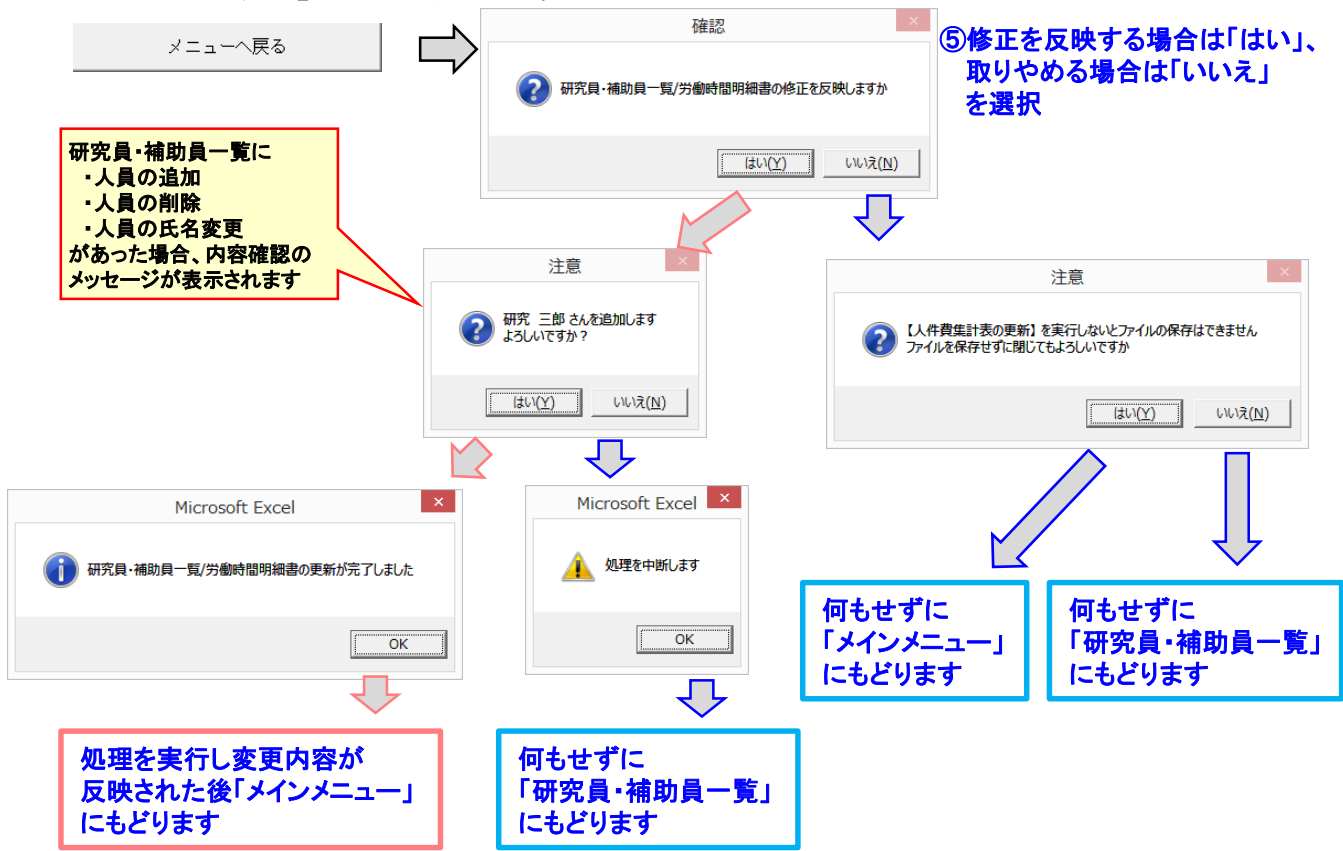 メニューへ戻る
確認
研究員・補助員一覧/労働時間明細書の修正を反映しますか
はい(Y)
いいえ(N)
⑤修正を反映する場合は「はい」、
取りやめる場合は「いいえ」
を選択
研究員・補助員一覧に
・人員の追加
・人員の削除
・人員の氏名変更
があった場合、内容確認の
メッセージが表示されます
注意
研究 三郎 さんを追加します
よろしいですか？
はい(Y)
いいえ(N)
注意
【人件費集計表の更新】を実行しないとファイルの保存はできません
ファイルを保存せずに閉じてもよろしいですか
はい(Y)
いいえ(N)
Microsoft Excel
研究員・補助員一覧/労働時間明細書の更新が完了しました
OK
Microsoft Excel
処理を中断します
OK
何もせずに
「メインメニュー」
にもどります
何もせずに
「研究員・補助員一覧」
にもどります
処理を実行し変更内容が
反映された後「メインメニュー」
にもどります
何もせずに
「研究員・補助員一覧」
にもどります